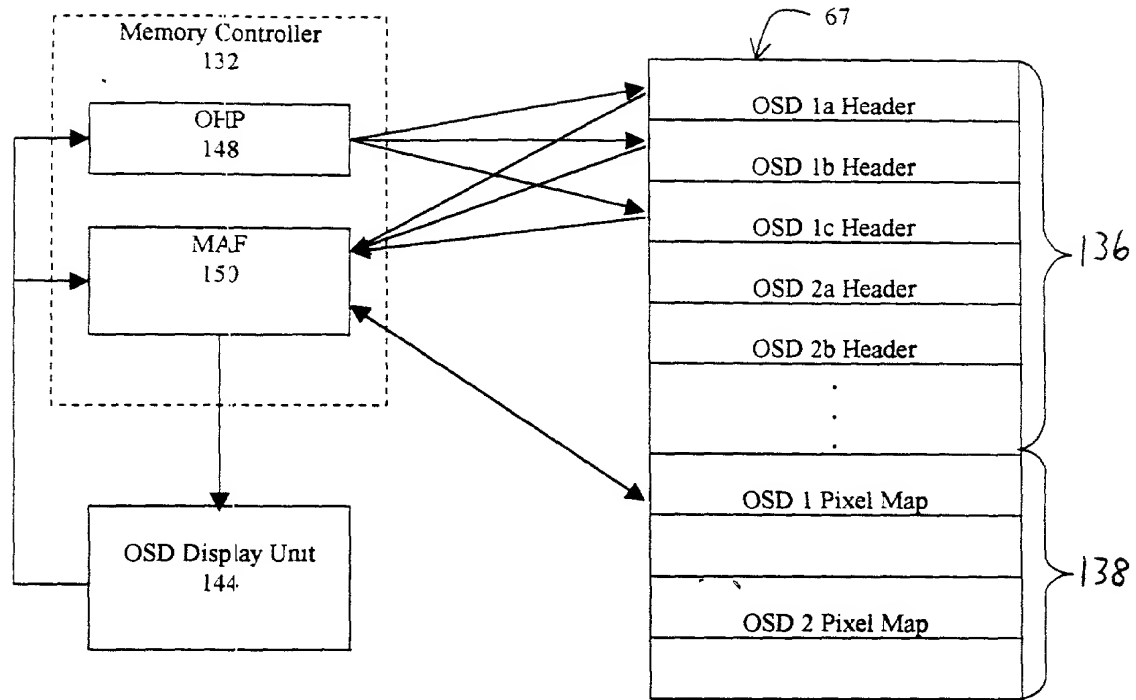 Memory Controller
132
OHP
148
MAF
150
OSD Display Unit
144
67
OSD 1a Header
OSD 1b Header
OSD 1c Header
OSD 2a Header
OSD 2b Header
.
.
.
OSD 1 Pixel Map
OSD 2 Pixel Map
136
138